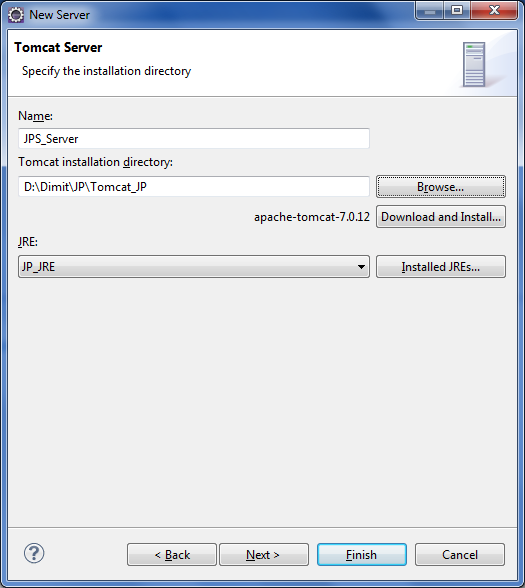 New Server
Tomcat Server
Specify the installation directory
Name:
JPS_Server
Tomcat installation directory:
D:\Dimit\JP\Tomcat_JP
Browse...
apache-tomcat-7.0.12
Download and Install...
JRE:
JP_JRE
Installed JREs...
?
< Back
Next >
Finish
Cancel